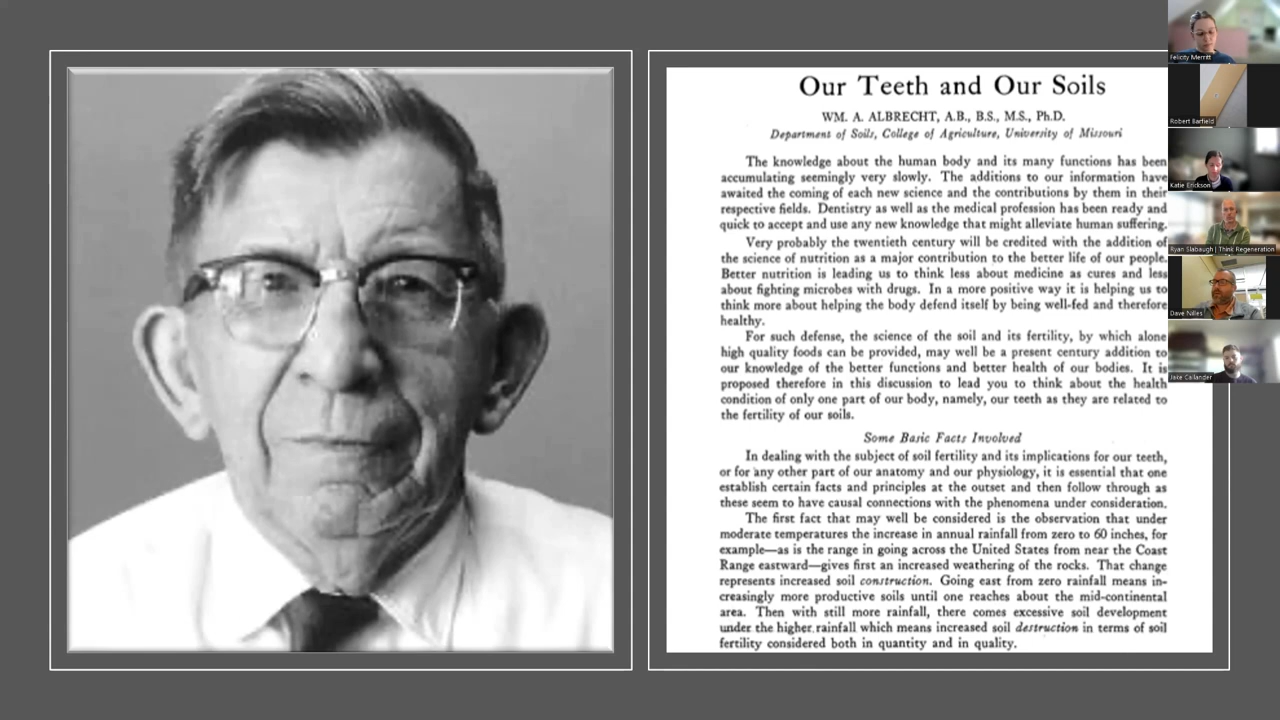 Our Teeth and Our Soils
WM. A. ALBRECHT, A.B., B.S., M.S., Ph.D.
Department of Soils, College of Agriculture, University of Missouri
The knowledge about the human body and its many functions has been
accumulating seemingly very slowly. The additions to our information have
awaited the coming of each new science and the contributions by them in their
respective fields. Dentistry as well as the medical profession has been ready and
quick to accept and use any new knowledge that might alleviate human suffering.
Very probably the twentieth century will be credited with the addition of
the science of nutrition as a major contribution to the better life of our people.
Better nutrition is leading us to think less about medicine as cures and less
about fighting microbes with drugs. In a more positive way it is helping us to
think more about helping the body defend itself by being well-fed and therefore
healthy.
For such defense, the science of the soil and its fertility, by which alone
high quality foods can be provided, may well be a present century addition to
our knowledge of the better functions and better health of our bodies. It is
proposed therefore in this discussion to lead you to think about the health
condition of only one part of our body, namely, our teeth as they are related to
the fertility of our soils.
Some Basic Facts Involved
In dealing with the subject of soil fertility and its implications for our teeth,
or for any other part of our anatomy and our physiology, it is essential that one
establish certain facts and principles at the outset and then follow through as
these seem to have causal connections with the phenomena under consideration.
The first fact that may well be considered is the observation that under
moderate temperatures the increase in annual rainfall from zero to 60 inches, for
example—as is the range in going across the United States from near the Coast
Range eastward—gives first an increased weathering of the rocks. That change
represents increased soil construction. Going east from zero rainfall means in-
creasingly more productive soils until one reaches about the mid-continental
area. Then with still more rainfall, there comes excessive soil development
under the higher rainfall which means increased soil destruction in terms of soil
fertility considered both in quantity and in quality.
Felicity Merritt
Robert Barfield
Katie Erickson
Ryan Slabaugh | Think Regeneration
Dave Nilles
Jake Callander